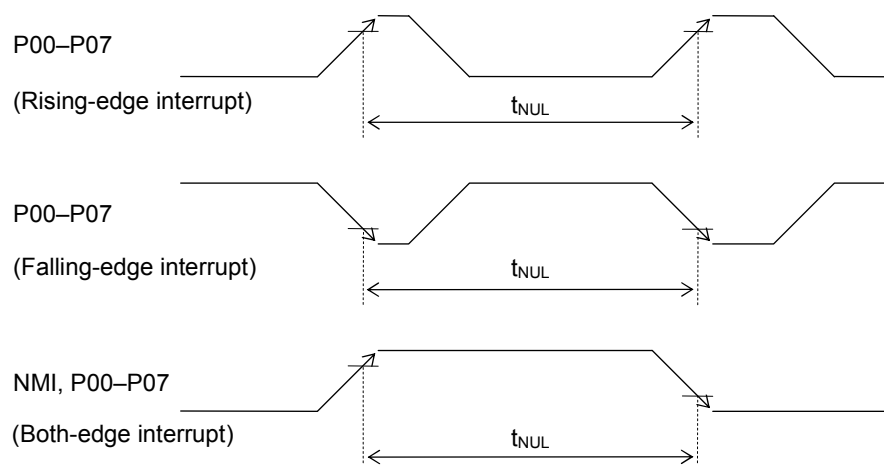 P00–P07
(Rising-edge interrupt)
tNUL
P00–P07
(Falling-edge interrupt)
tNUL
NMI, P00–P07
(Both-edge interrupt)
tNUL